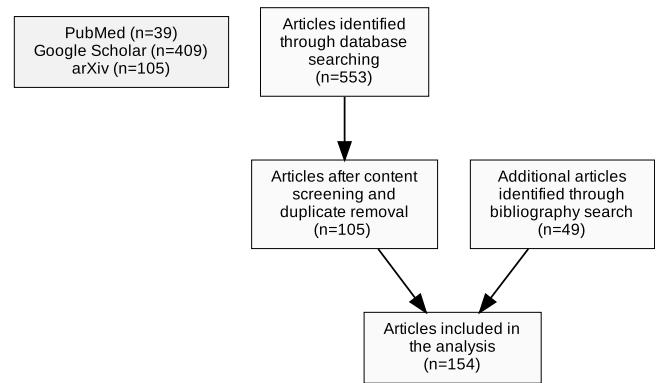 PubMed (n=39)
Google Scholar (n=409)
arXiv (n=105)
Articles identified
through database
searching
(n=553)
Articles after content
screening and
duplicate removal
(n=105)
Additional articles
identified through
bibliography search
(n=49)
Articles included in
the analysis
(n=154)